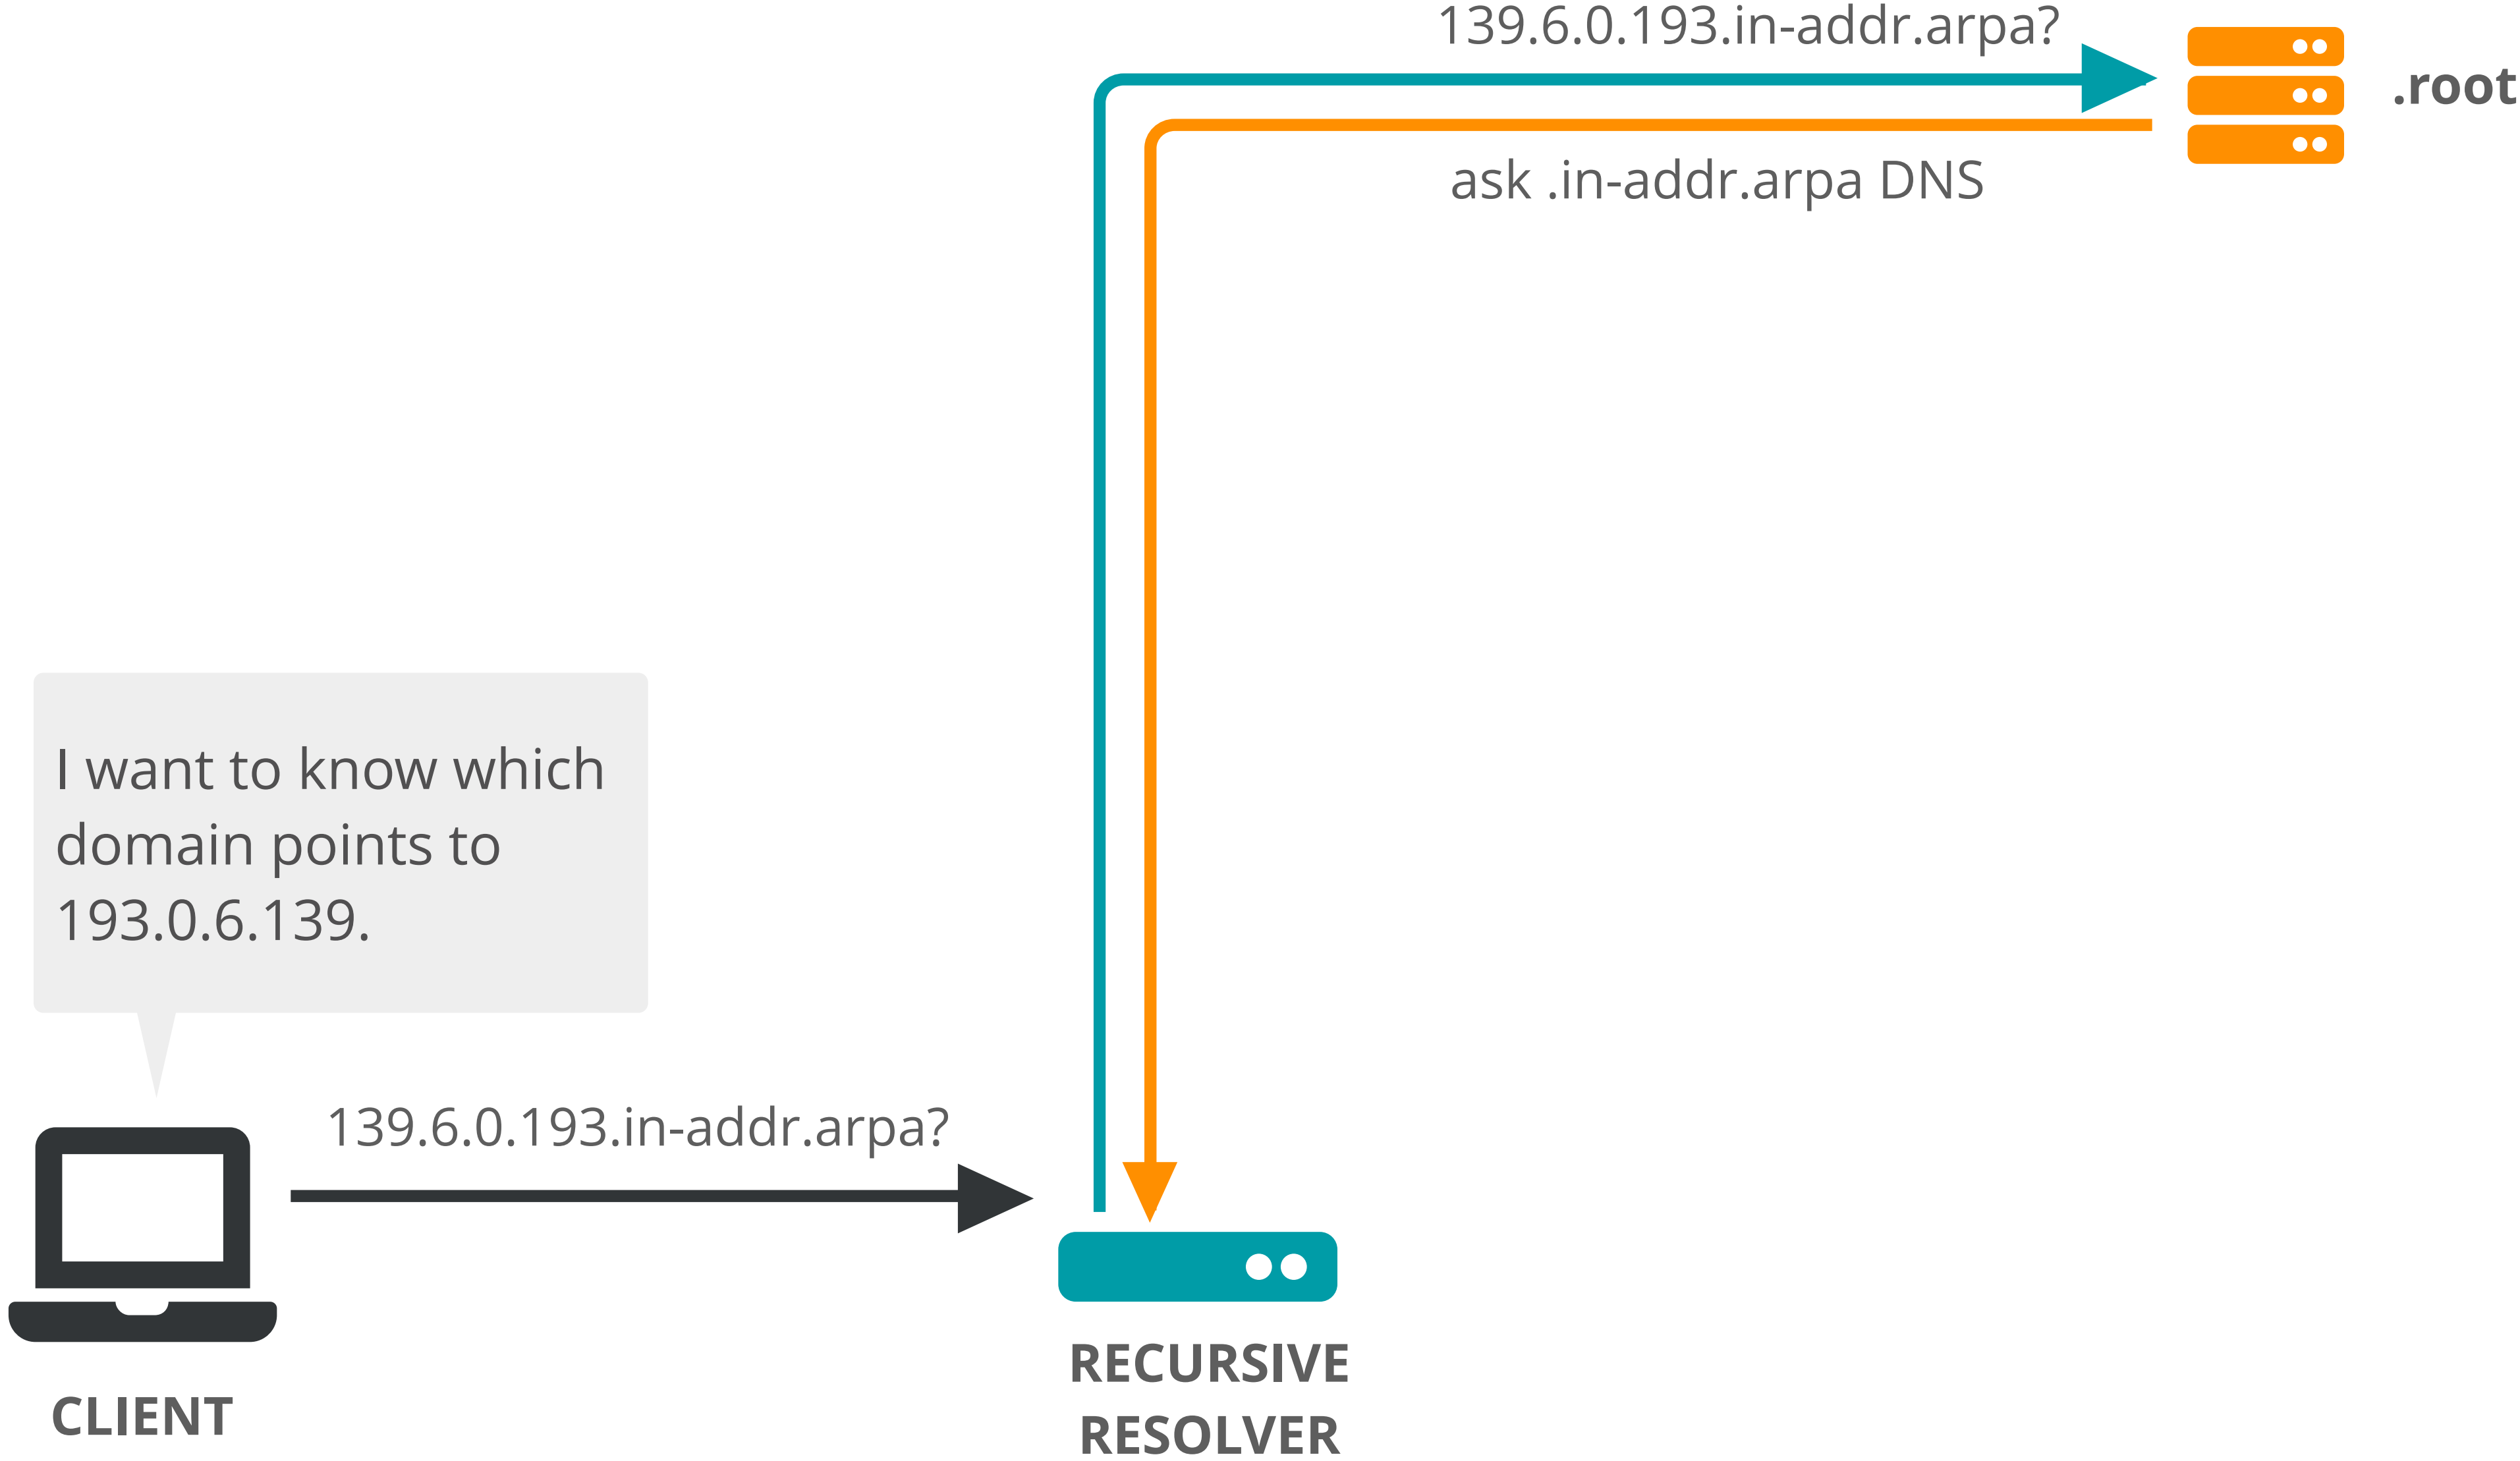 139.6.0.193.in-addr.arpa?
.root
ask .in-addr.arpa DNS
I want to know which
domain points to
193.0.6.139.
139.6.0.193.in-addr.arpa?
CLIENT
RECURSIVE
RESOLVER